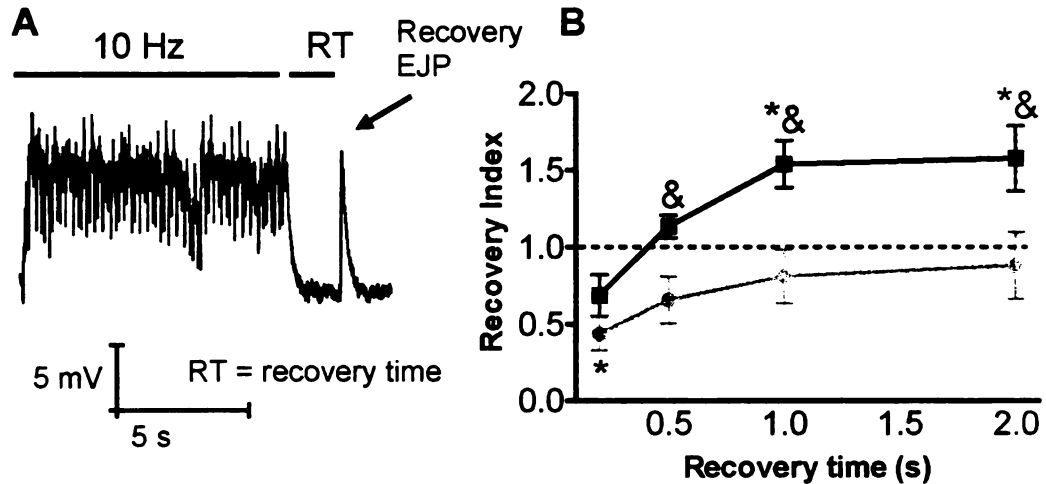 A
10 Hz
RT
Recovery
EJP
5 mV
RT = recovery time
5 s
B
2.0
1.5
1.0
0.5
0.0
Recovery Index
*&
*&
&
*
0.5
1.0
1.5
2.0
Recovery time (s)